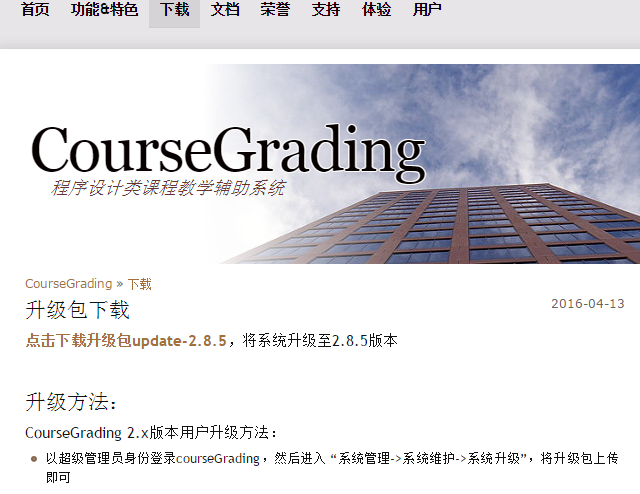 首页 功能&特色 下载 文档 荣誉 支持 体验 用户
CourseGrading
程序设计类课程教学辅助系统
CourseGrading » 下载
升级包下载
2016-04-13
点击下载升级包update-2.8.5，将系统升级至2.8.5版本
升级方法：
CourseGrading 2.x版本用户升级方法：
以超级管理员身份登录courseGrading，然后进入 “系统管理->系统维护->系统升级”，将升级包上传
即可